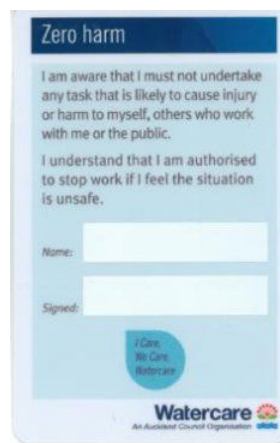 Zero harm
I am aware that I must not undertake
any task that is likely to cause injury
or harm to myself, others who work
with me or the public.
I understand that I am authorised
to stop work if I feel the situation
is unsafe.
Name:
Signed:
I Care,
We Care,
Watercare
Watercare
An Auckland Council Organisation